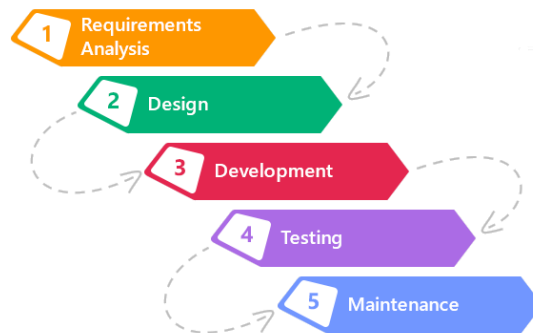 1
Requirements
Analysis
2
Design
3
Development
4
Testing
5
Maintenance